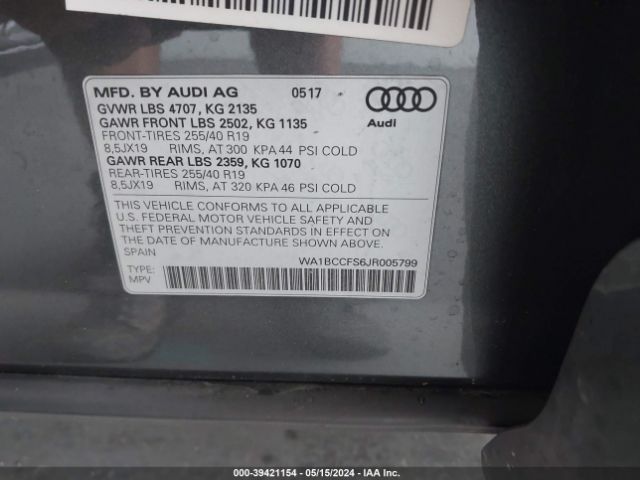 MFD. BY AUDI AG 0517
GVWR LBS 4707, KG 2135
GAWR FRONT LBS 2502, KG 1135
FRONT-TIRES 255/40 R19
8,5JX19 RIMS, AT 300 KPA 44 PSI COLD
GAWR REAR LBS 2359, KG 1070
REAR-TIRES 255/40 R19
8,5JX19 RIMS, AT 320 KPA 46 PSI COLD
Audi
THIS VEHICLE CONFORMS TO ALL APPLICABLE
U.S. FEDERAL MOTOR VEHICLE SAFETY AND
THEFT PREVENTION STANDARDS IN EFFECT ON
THE DATE OF MANUFACTURE SHOWN ABOVE.
SPAIN
WA1BCCFS6JR005799
TYPE:
MPV
000-39421154 - 05/15/2024 - IAA Inc.